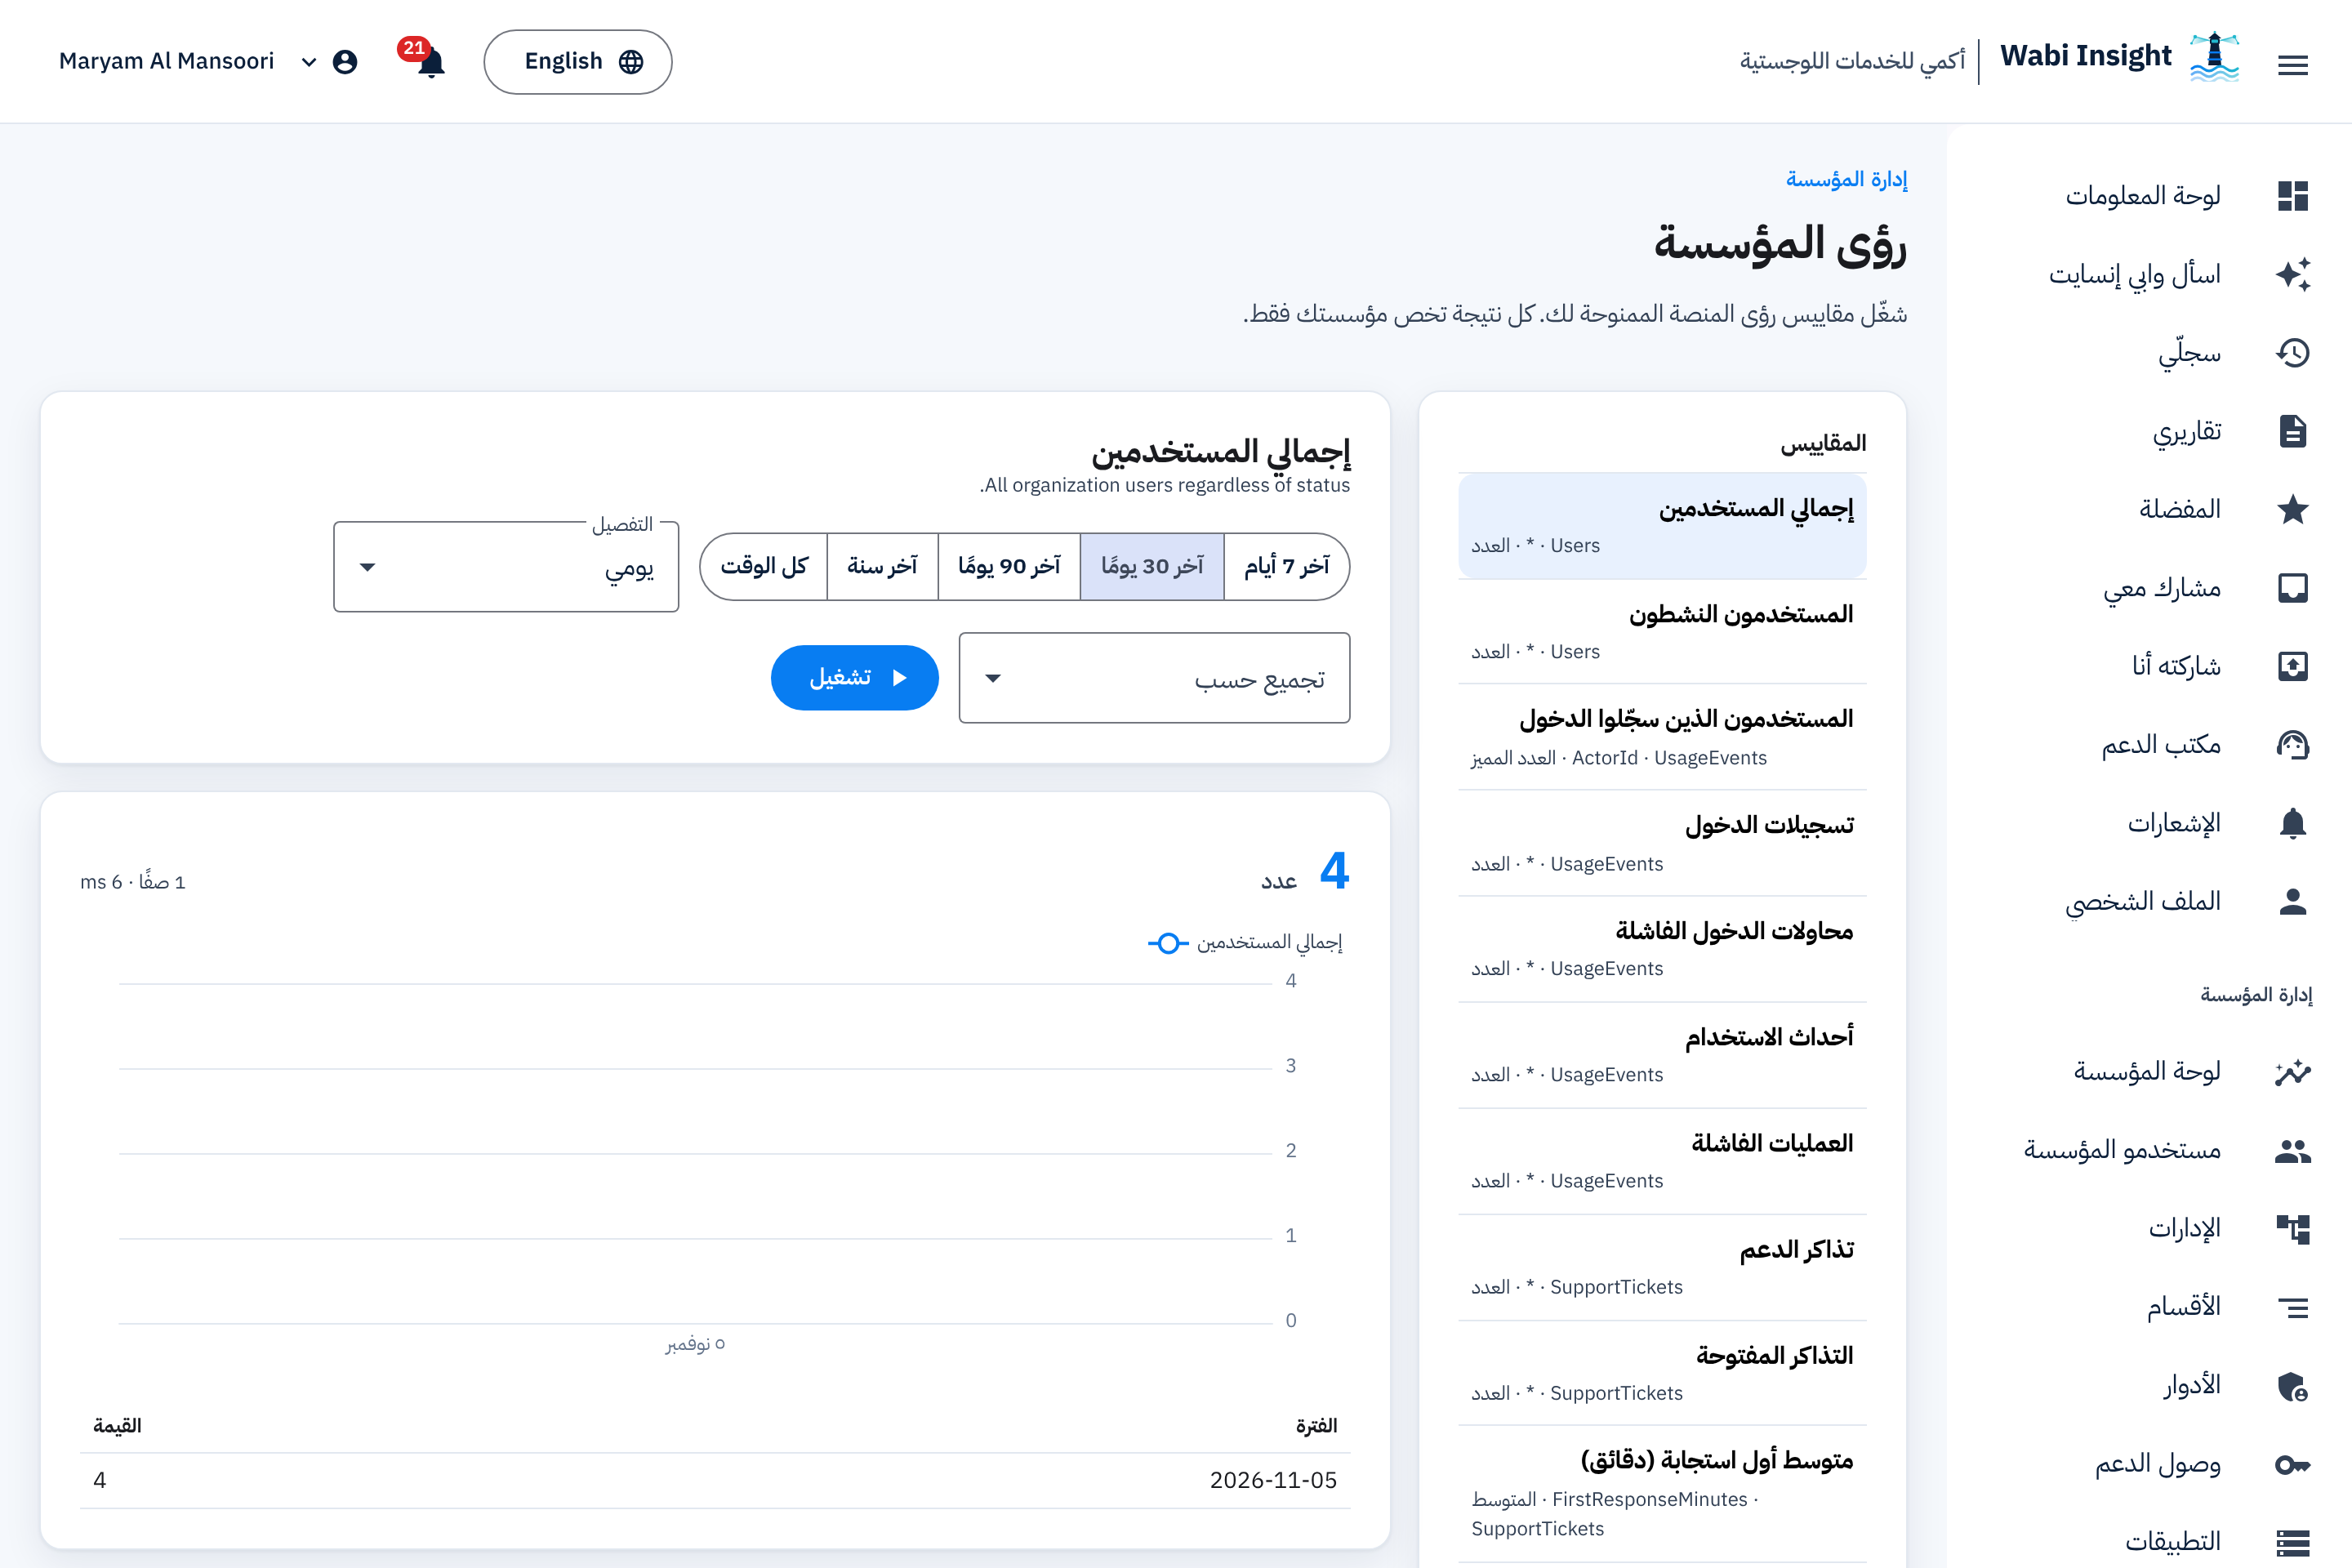 Wabi Insight
أكمي للخدمات اللوجستية
English
21
Maryam Al Mansoori
لوحة المعلومات
اسأل وابي إنسايت
سجلّي
تقاريري
المفضلة
مشارك معي
شاركته أنا
مكتب الدعم
الإشعارات
الملف الشخصي
إدارة المؤسسة
لوحة المؤسسة
مستخدمو المؤسسة
الإدارات
الأقسام
الأدوار
وصول الدعم
التطبيقات
إدارة المؤسسة
رؤى المؤسسة
شغّل مقاييس رؤى المنصة الممنوحة لك. كل نتيجة تخص مؤسستك فقط.
المقاييس
إجمالي المستخدمين
العدد · * · Users
المستخدمون النشطون
العدد · * · Users
المستخدمون الذين سجّلوا الدخول
العدد المميز · ActorId · UsageEvents
تسجيلات الدخول
العدد · * · UsageEvents
محاولات الدخول الفاشلة
العدد · * · UsageEvents
أحداث الاستخدام
العدد · * · UsageEvents
العمليات الفاشلة
العدد · * · UsageEvents
تذاكر الدعم
العدد · * · SupportTickets
التذاكر المفتوحة
العدد · * · SupportTickets
متوسط أول استجابة (دقائق)
المتوسط · FirstResponseMinutes ·
SupportTickets
إجمالي المستخدمين
All organization users regardless of status.
آخر 7 أيام
آخر 30 يومًا
آخر 90 يومًا
آخر سنة
كل الوقت
التفصيل
يومي
تجميع حسب
تشغيل
4 عدد
1 صفًا · 6 ms
إجمالي المستخدمين
4
3
2
1
0
٥ نوفمبر
الفترة
القيمة
2026-11-05
4